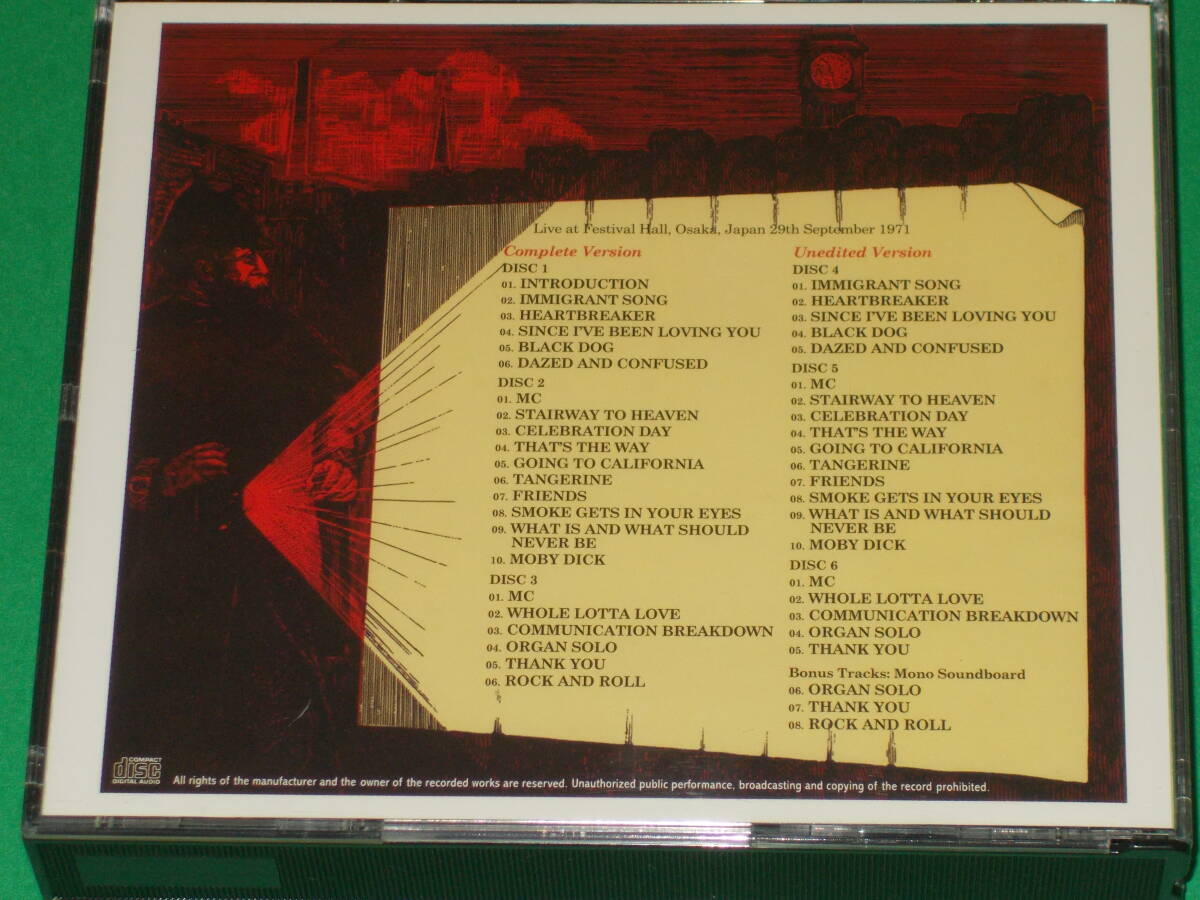 Live at Festival Hall, Osaka, Japan 29th September 1971
Complete Version
DISC 1
01. INTRODUCTION
02. IMMIGRANT SONG
03. HEARTBREAKER
04. SINCE I'VE BEEN LOVING YOU
05. BLACK DOG
06. DAZED AND CONFUSED
DISC 2
01. MC
02. STAIRWAY TO HEAVEN
03. CELEBRATION DAY
04. THAT'S THE WAY
05. GOING TO CALIFORNIA
06. TANGERINE
07. FRIENDS
08. SMOKE GETS IN YOUR EYES
09. WHAT IS AND WHAT SHOULD
NEVER BE
10. MOBY DICK
DISC 3
01. MC
02. WHOLE LOTTA LOVE
03. COMMUNICATION BREAKDOWN
04. ORGAN SOLO
05. THANK YOU
06. ROCK AND ROLL
Unedited Version
DISC 4
01. IMMIGRANT SONG
02. HEARTBREAKER
03. SINCE I'VE BEEN LOVING YOU
04. BLACK DOG
05. DAZED AND CONFUSED
DISC 5
01. MC
02. STAIRWAY TO HEAVEN
03. CELEBRATION DAY
04. THAT'S THE WAY
05. GOING TO CALIFORNIA
06. TANGERINE
07. FRIENDS
08. SMOKE GETS IN YOUR EYES
09. WHAT IS AND WHAT SHOULD
NEVER BE
10. MOBY DICK
DISC 6
01. MC
02. WHOLE LOTTA LOVE
03. COMMUNICATION BREAKDOWN
04. ORGAN SOLO
05. THANK YOU
Bonus Tracks: Mono Soundboard
06. ORGAN SOLO
07. THANK YOU
08. ROCK AND ROLL
COMPACT
disc
DIGITAL AUDIO
All rights of the manufacturer and the owner of the recorded works are reserved. Unauthorized public performance, broadcasting and copying of the record prohibited.